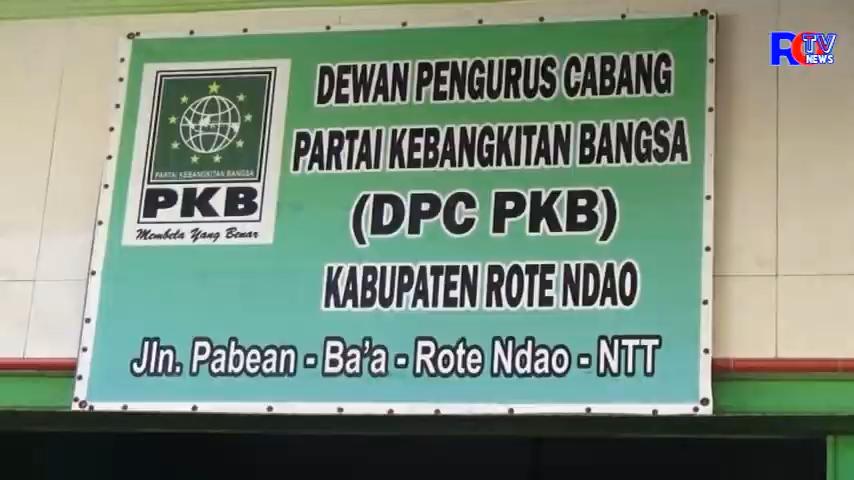 RCTV
NEWS
DEWAN PENGURUS CABANG
PARTAI KEBANGKITAN BANGSA
(DPC PKB)
KABUPATEN ROTE NDAO
Jln. Pabean - Ba'a - Rote Ndao - NTT
PARTAI KEBANGKITAN BANGSA
PKB
Membela Yang Benar